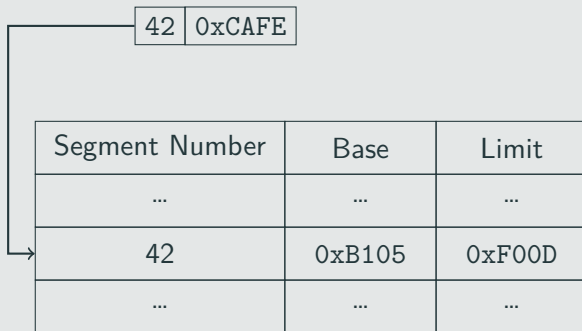 42 0xCAFE
Segment Number Base Limit
... ... ...
42 0xB105 0xF00D
... ... ...